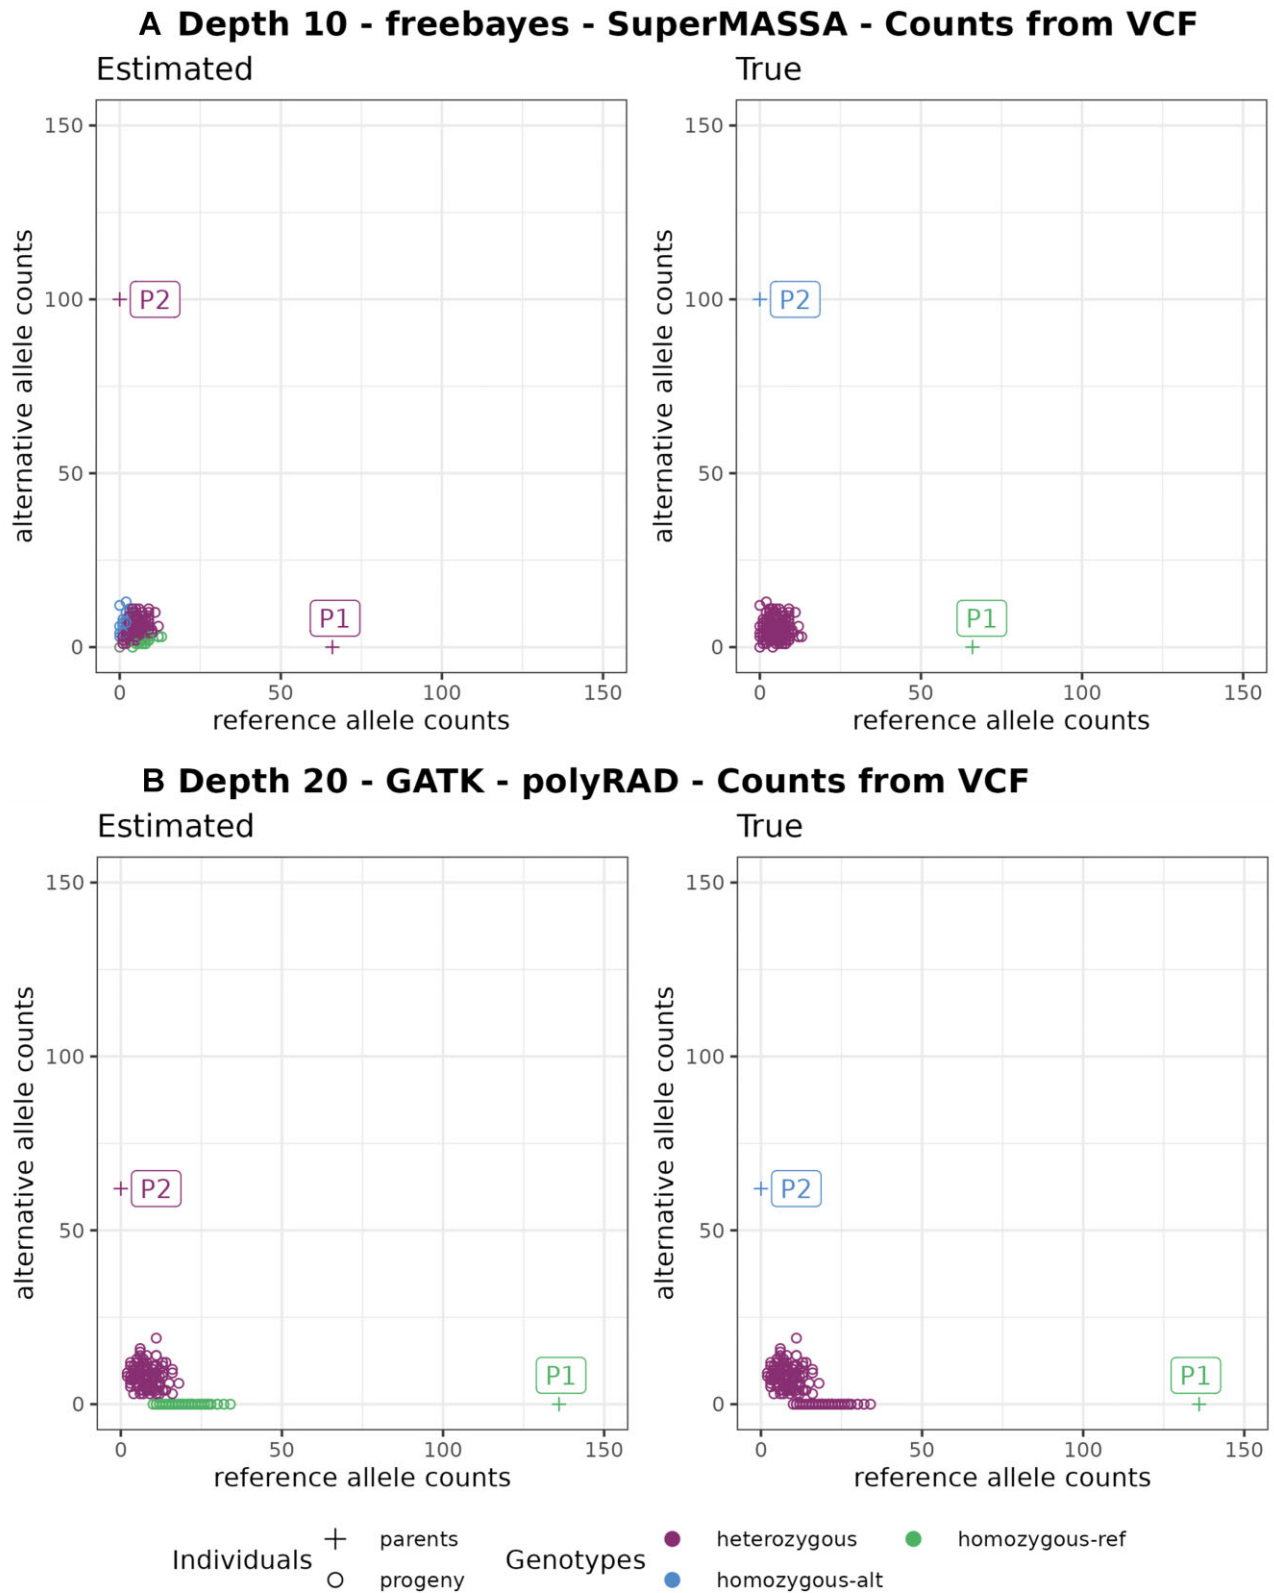 A Depth 10 - freebayes - SuperMASSA - Counts from VCF
Estimated
True
150
100
50
0
alternative allele counts
P2
P1
0 50 100 150
reference allele counts
alternative allele counts
P2
P1
0 50 100 150
reference allele counts
B Depth 20 - GATK - polyRAD - Counts from VCF
Estimated
True
150
100
50
0
alternative allele counts
P2
P1
0 50 100 150
reference allele counts
150
100
50
0
alternative allele counts
P2
P1
0 50 100 150
reference allele counts
Individuals
parents
progeny
Genotypes
heterozygous
homozygous-alt
homozygous-ref